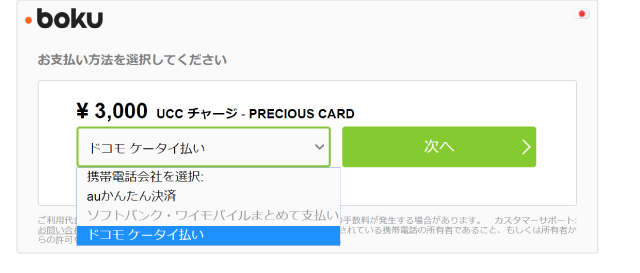 boku
お支払い方法を選択してください
¥ 3,000 UCC チャージ - PRECIOUS CARD
ドコモ ケータイ払い
次へ
携帯電話会社を選択:
auかんたん決済
ソフトバンク・ワイモバイルまとめて支払い
ドコモ ケータイ払い
ご利用代 手数料が発生する場合があります。 カスタマーサポート:
お問い合 されている携帯電話の所有者であること、もしくは所有者か
らの許可